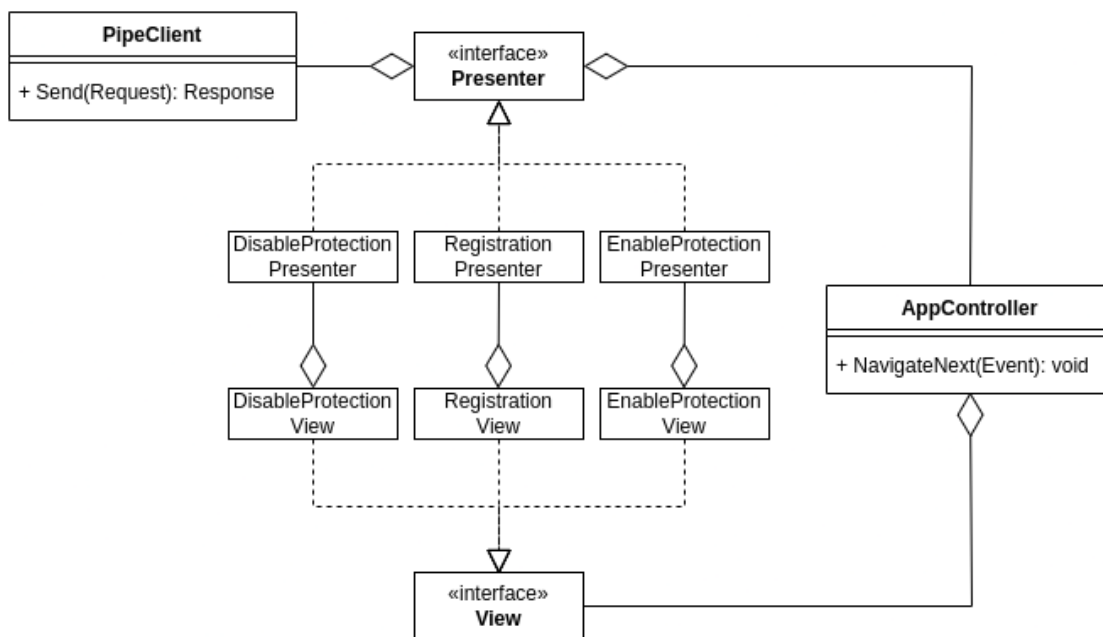 PipeClient
+ Send(Request): Response
«interface»
Presenter
DisableProtection
Presenter
Registration
Presenter
EnableProtection
Presenter
AppController
+ NavigateNext(Event): void
DisableProtection
View
Registration
View
EnableProtection
View
«interface»
View